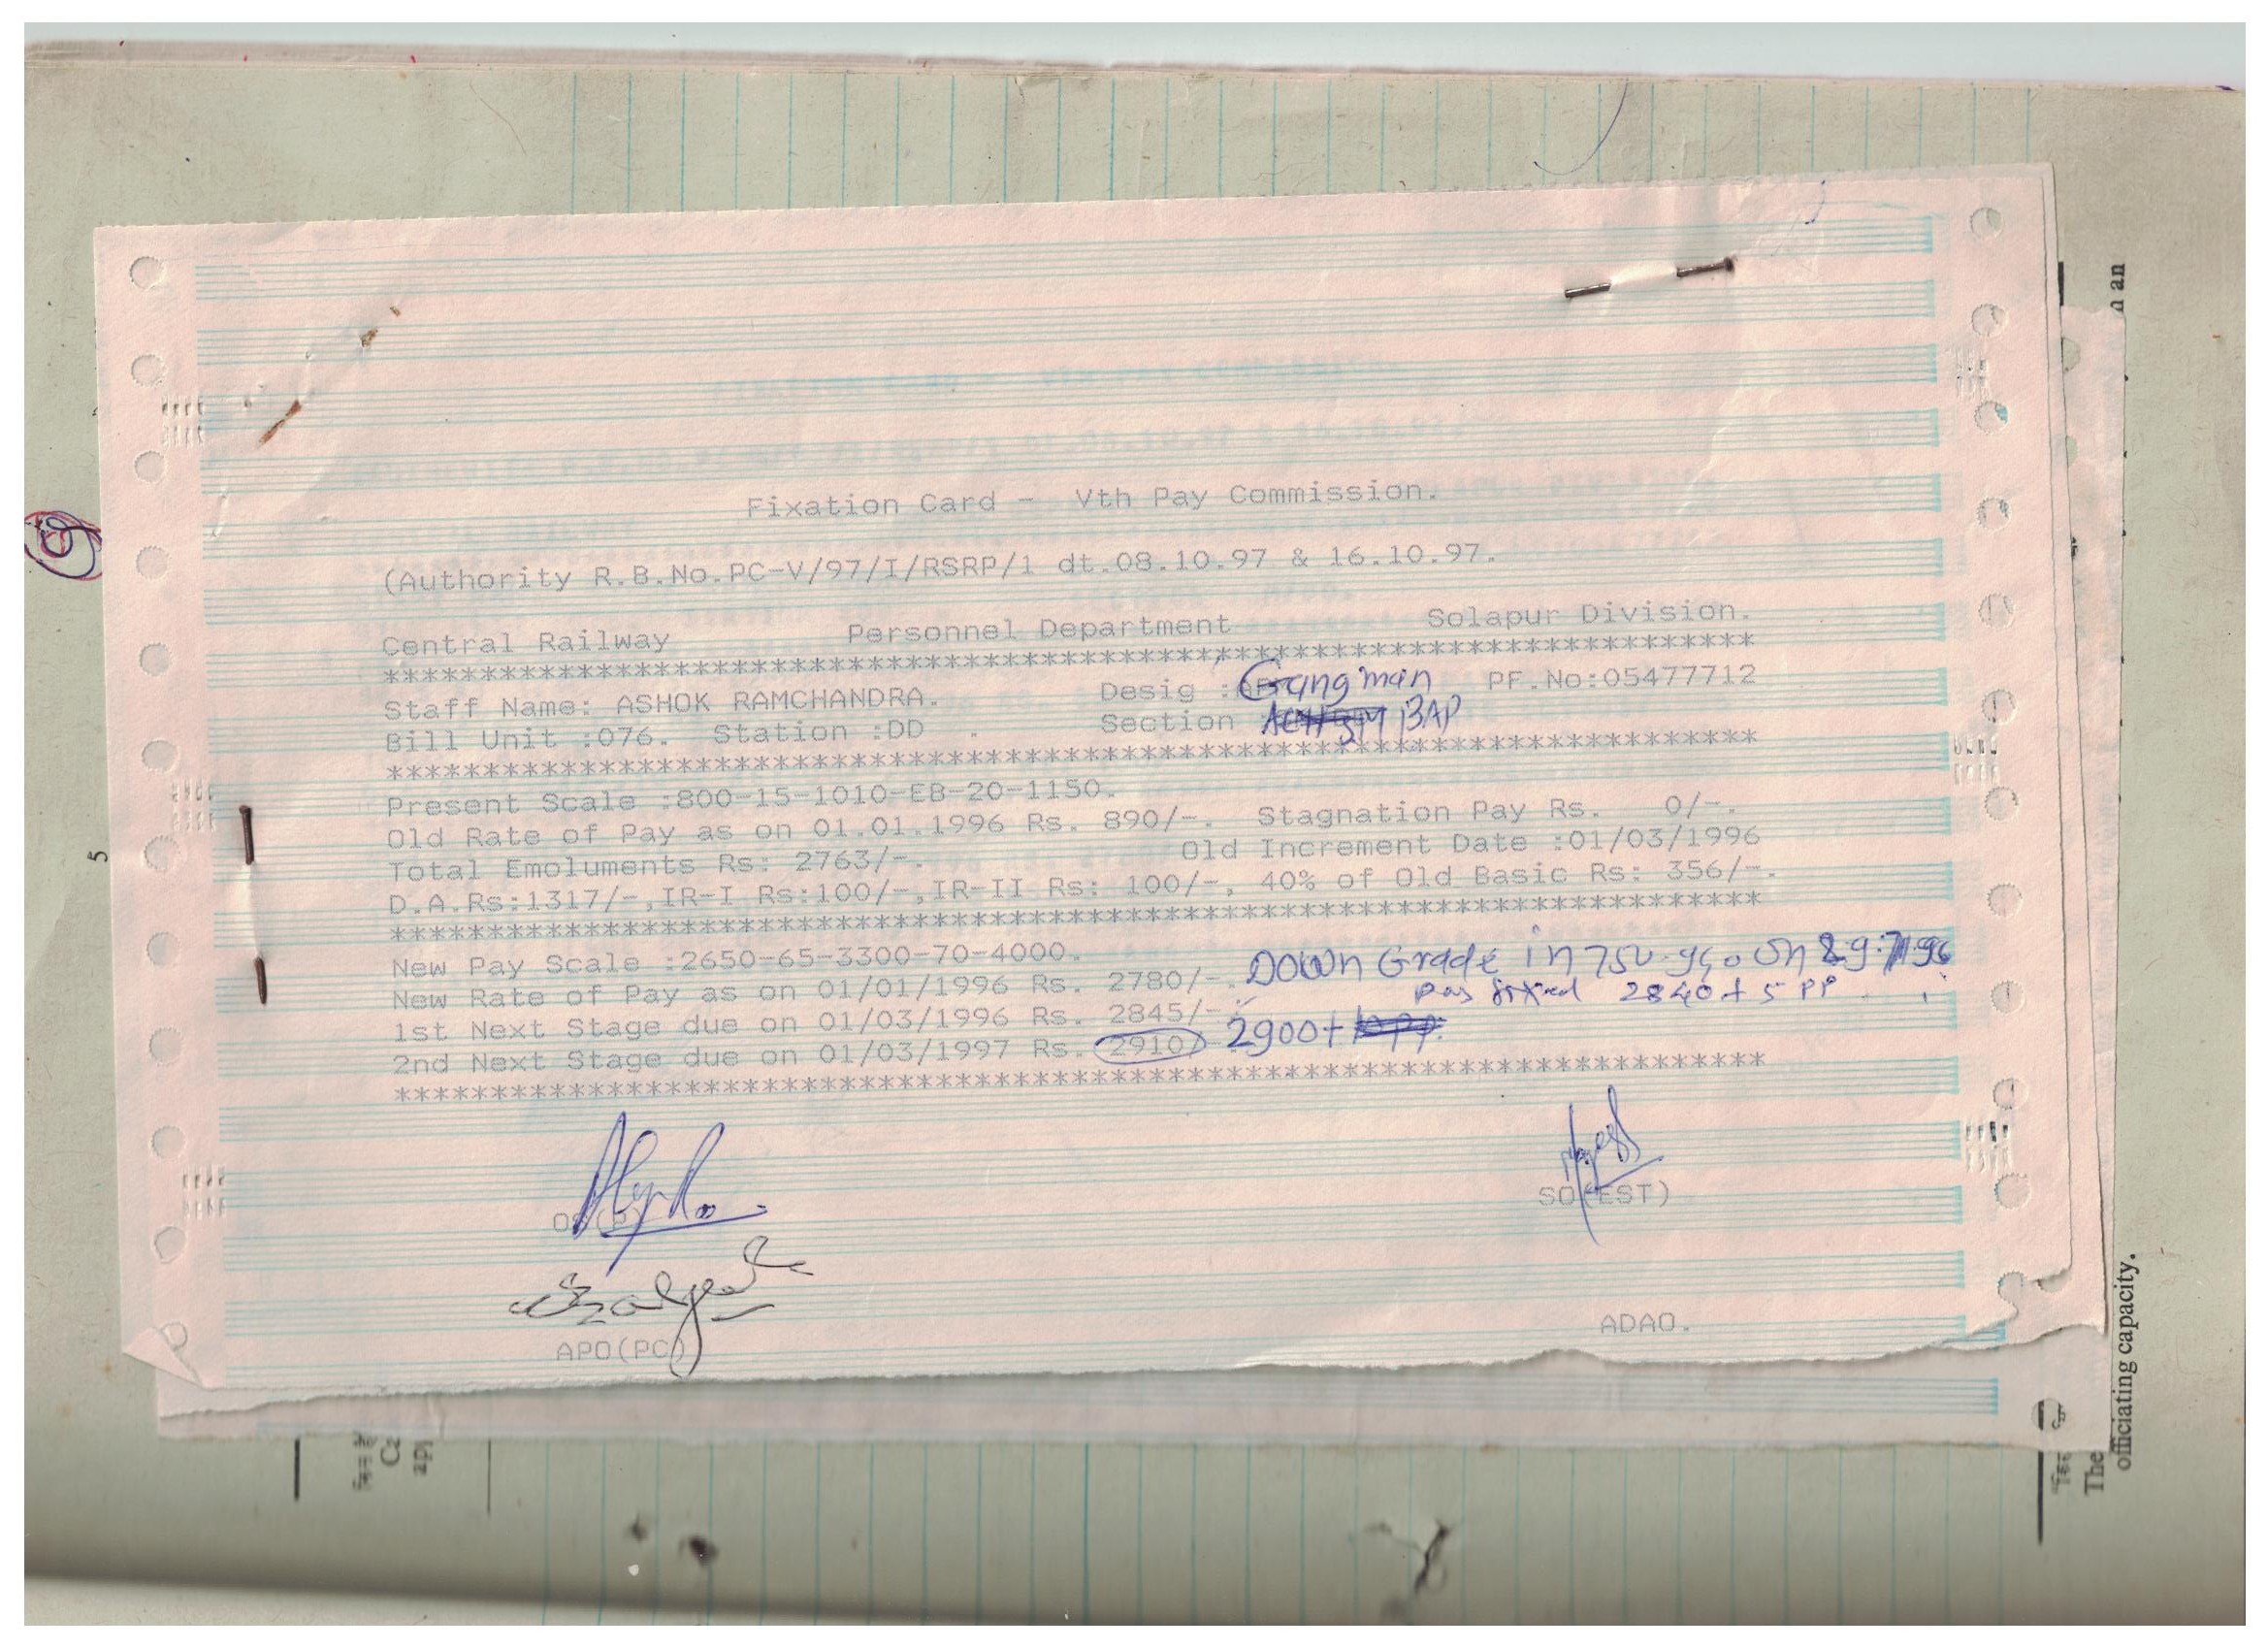 Fixation Card - Vth Pay Commission.
(Authority R.B.No.PC-V/97/I/RSRP/1 dt.08.10.97 & 16.10.97.
Central Railway Personnel Department Solapur Division.
***********************************************************************
Staff Name: ASHOK RAMCHANDRA. Desig : Gangman PF.No:05477712
Bill Unit :076. Station :DD . Section : BAP
***********************************************************************
Present Scale :800-15-1010-EB-20-1150.
Old Rate of Pay as on 01.01.1996 Rs. 890/-. Stagnation Pay Rs. 0/-.
Total Emoluments Rs: 2763/-. Old Increment Date :01/03/1996
D.A.Rs:1317/-,IR-I Rs:100/-,IR-II Rs: 100/-, 40% of Old Basic Rs: 356/-.
***********************************************************************
New Pay Scale :2650-65-3300-70-4000.
New Rate of Pay as on 01/01/1996 Rs. 2780/-. Down Grade in 750-940 on
1st Next Stage due on 01/03/1996 Rs. 2845/-. pay fixed 2840 + 5 PP
2nd Next Stage due on 01/03/1997 Rs. 2910/-. 2900+
***********************************************************************
SO(EST)
APO(PC)
ADAO.
5
n an
The
officiating capacity.